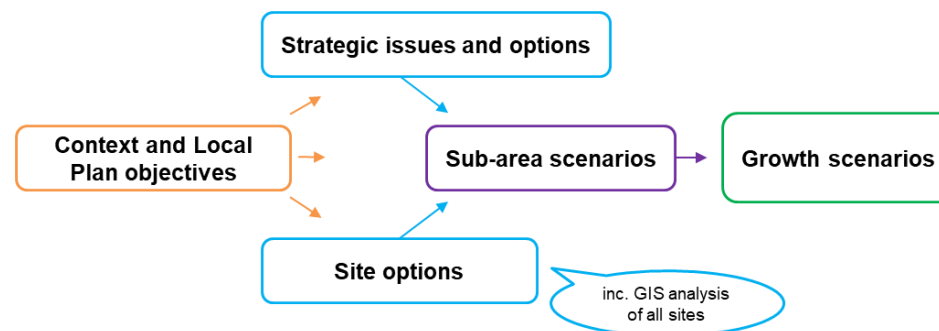 Strategic issues and options
Context and Local
Plan objectives
Sub-area scenarios
Growth scenarios
Site options
inc. GIS analysis
of all sites